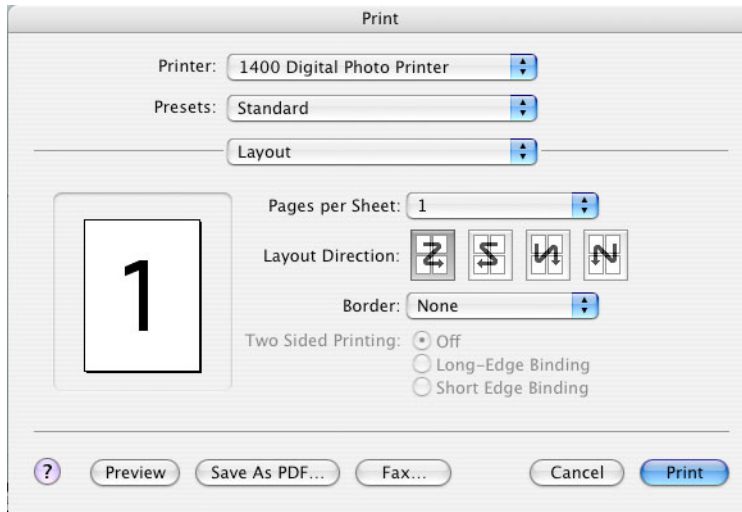 Print
Printer: 1400 Digital Photo Printer
Presets: Standard
Layout
Pages per Sheet: 1
1
Layout Direction:
Border: None
Two Sided Printing: Off
Long-Edge Binding
Short Edge Binding
? Preview Save As PDF... Fax... Cancel Print